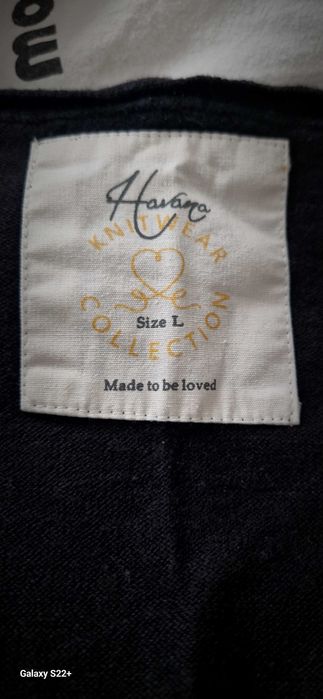 Havana
KNITWEAR
Size L
COLLECTION
Made to be loved
Galaxy S22+